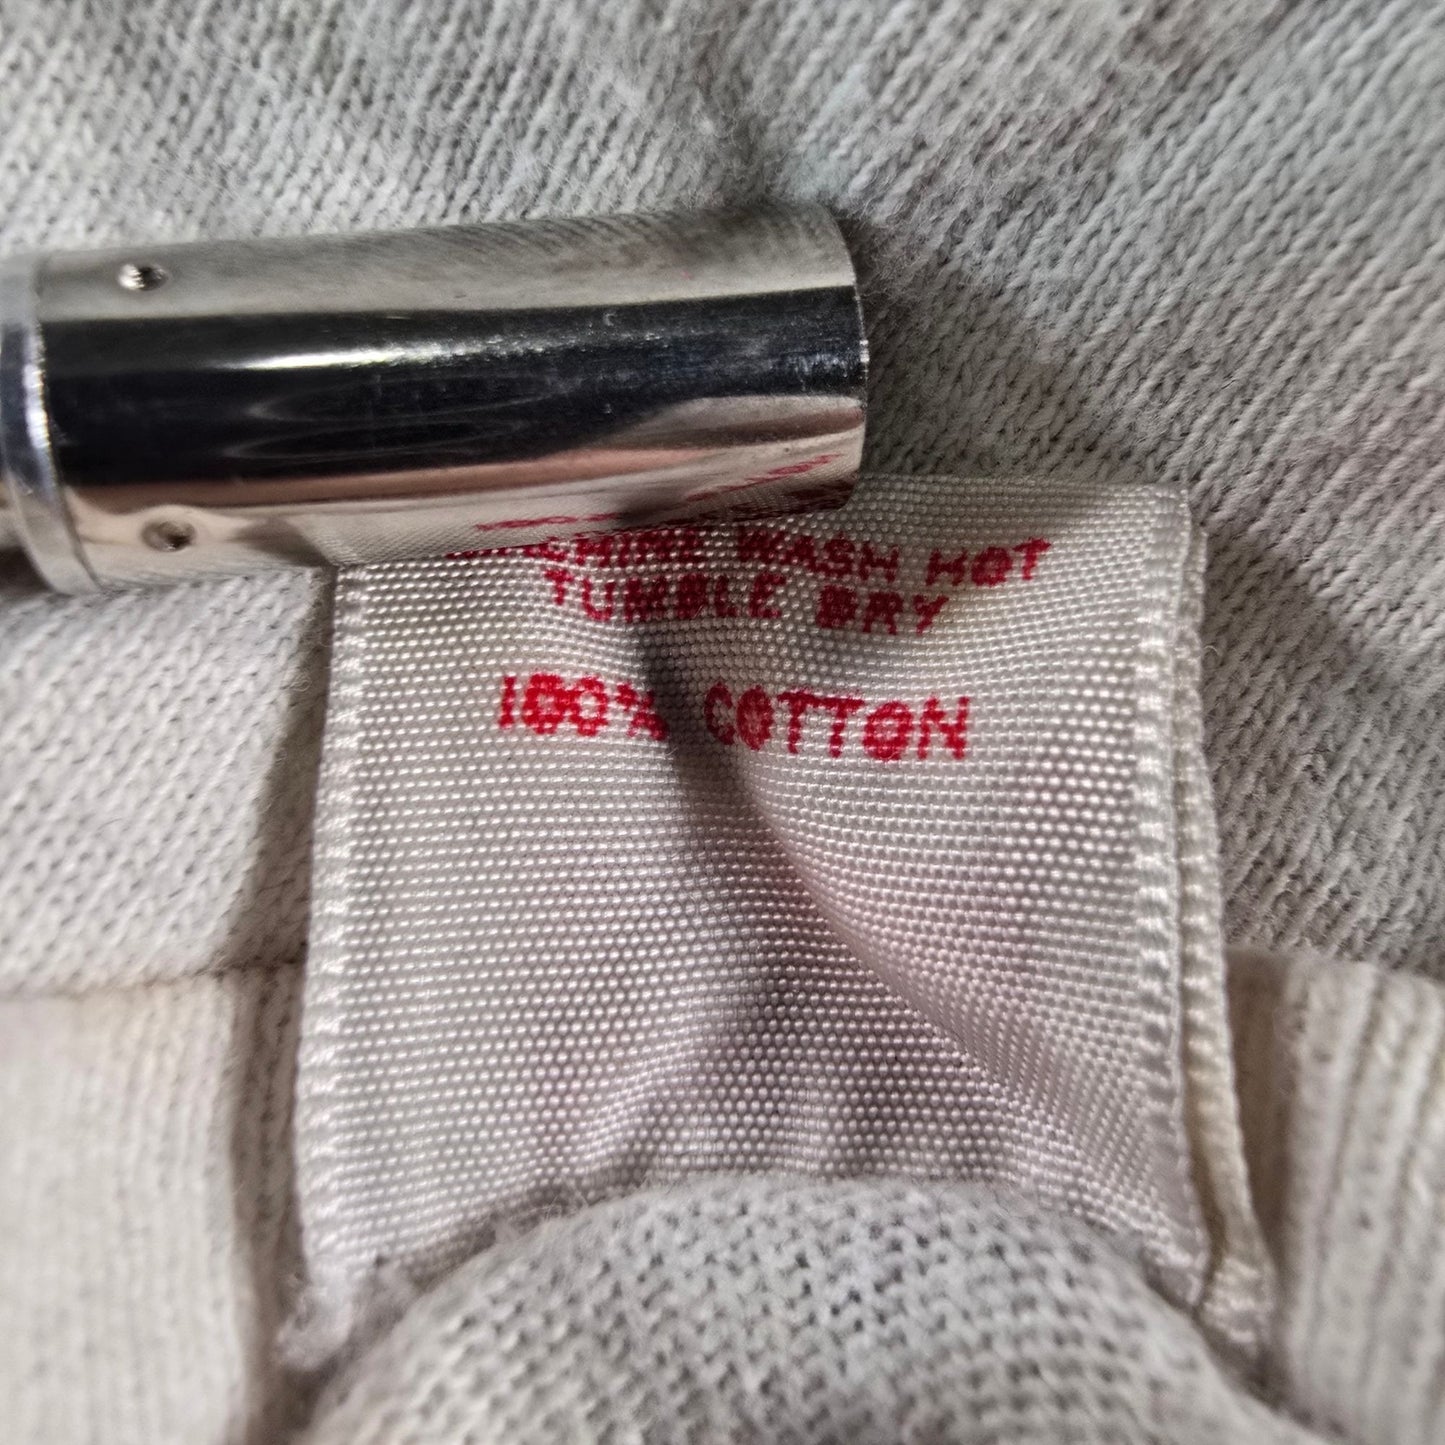 MACHINE WASH HOT
TUMBLE DRY
100% COTTON